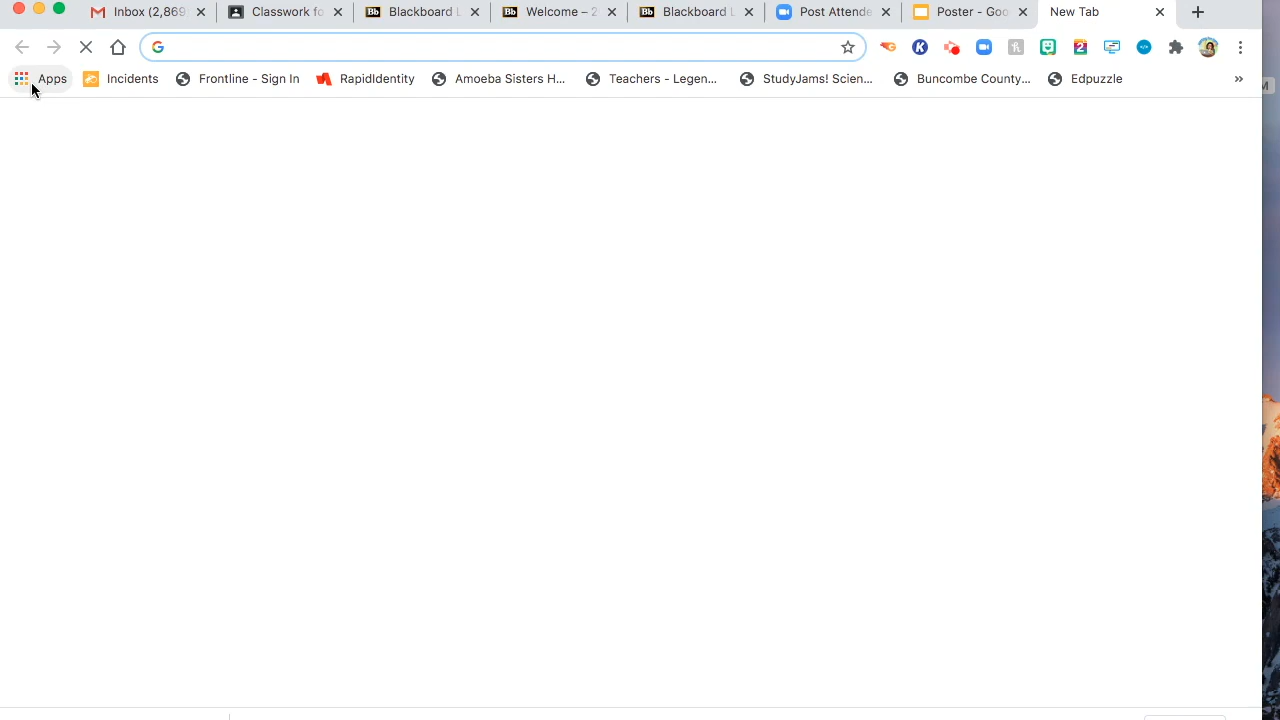 Inbox (2,869 Classwork fo Blackboard Welcome – 2 Blackboard Post Attende Poster - Goo New Tab
Apps Incidents Frontline - Sign In RapidIdentity Amoeba Sisters H... Teachers - Legen... StudyJams! Scien... Buncombe County... Edpuzzle »